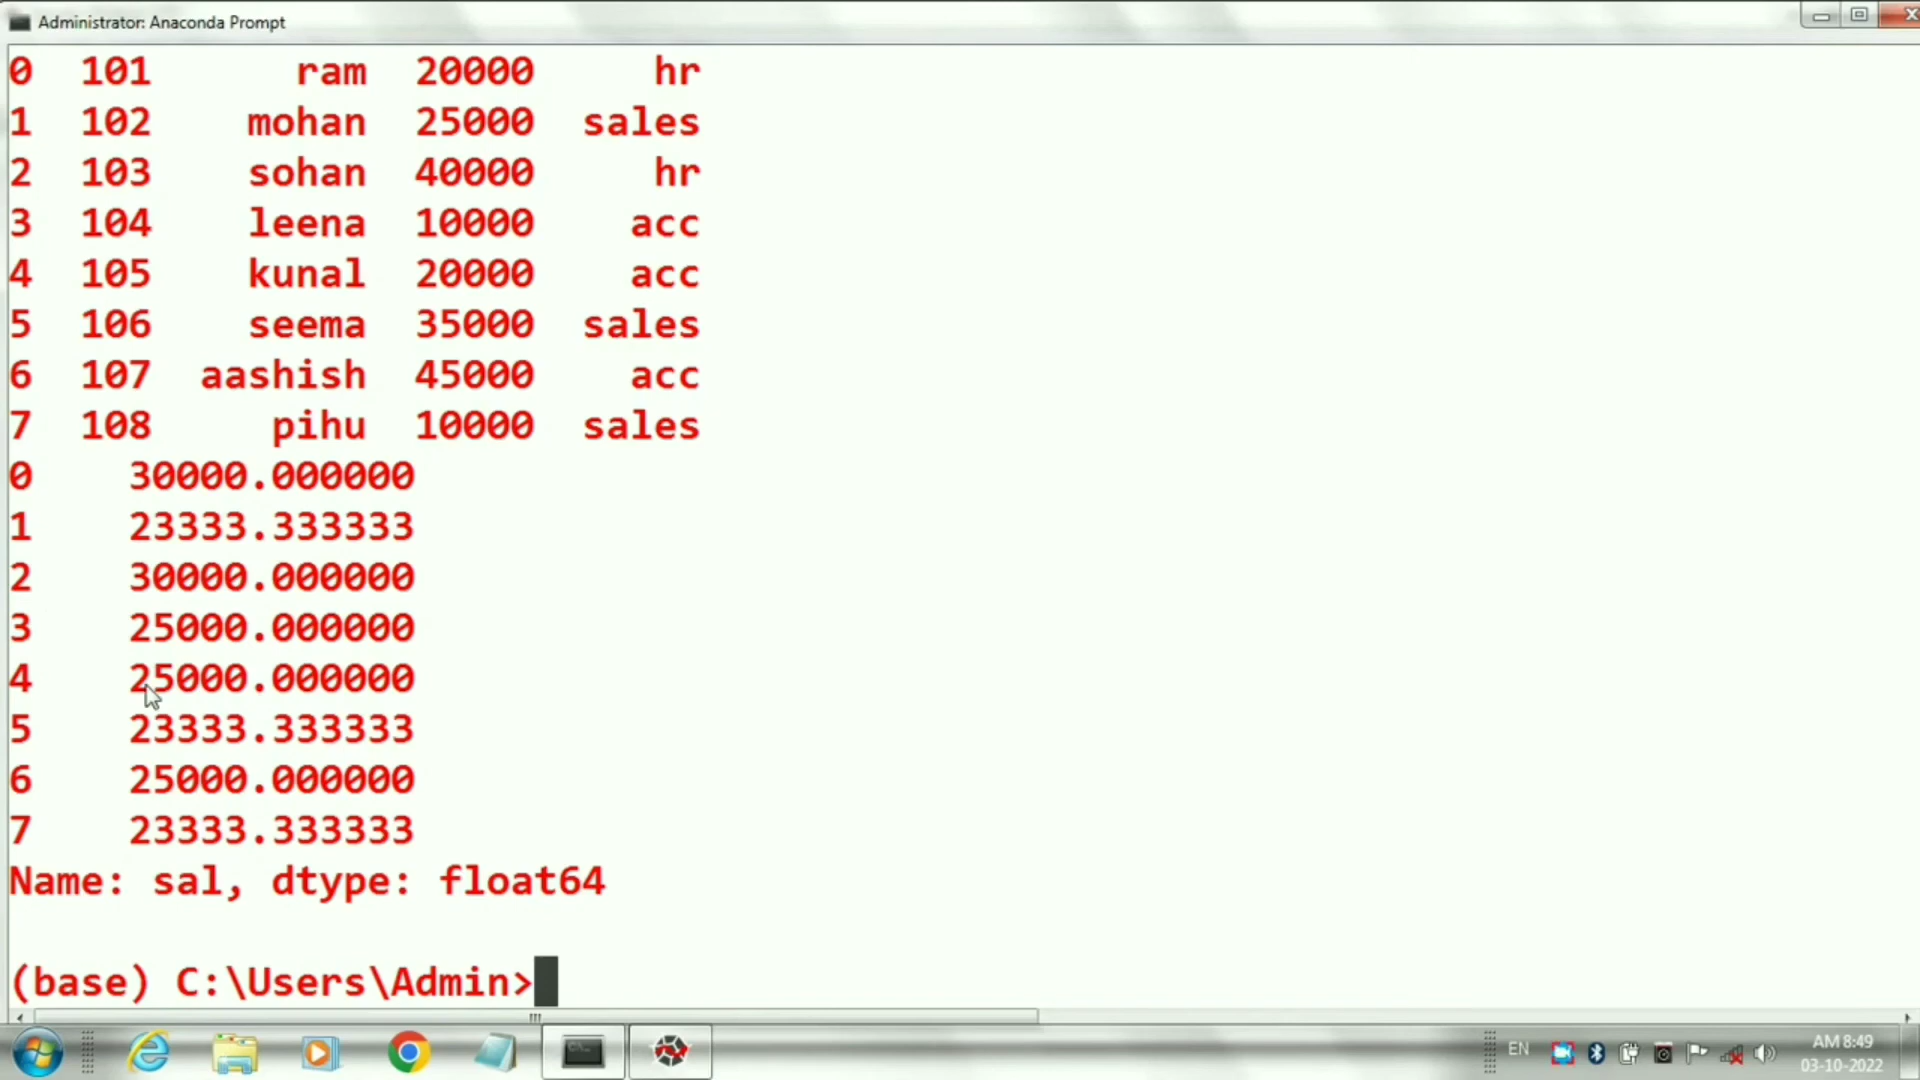 Administrator: Anaconda Prompt
0 101 ram 20000 hr
1 102 mohan 25000 sales
2 103 sohan 40000 hr
3 104 leena 10000 acc
4 105 kunal 20000 acc
5 106 seema 35000 sales
6 107 aashish 45000 acc
7 108 pihu 10000 sales
0 30000.000000
1 23333.333333
2 30000.000000
3 25000.000000
4 25000.000000
5 23333.333333
6 25000.000000
7 23333.333333
Name: sal, dtype: float64
(base) C:\Users\Admin>
EN
AM 8:49
03-10-2022